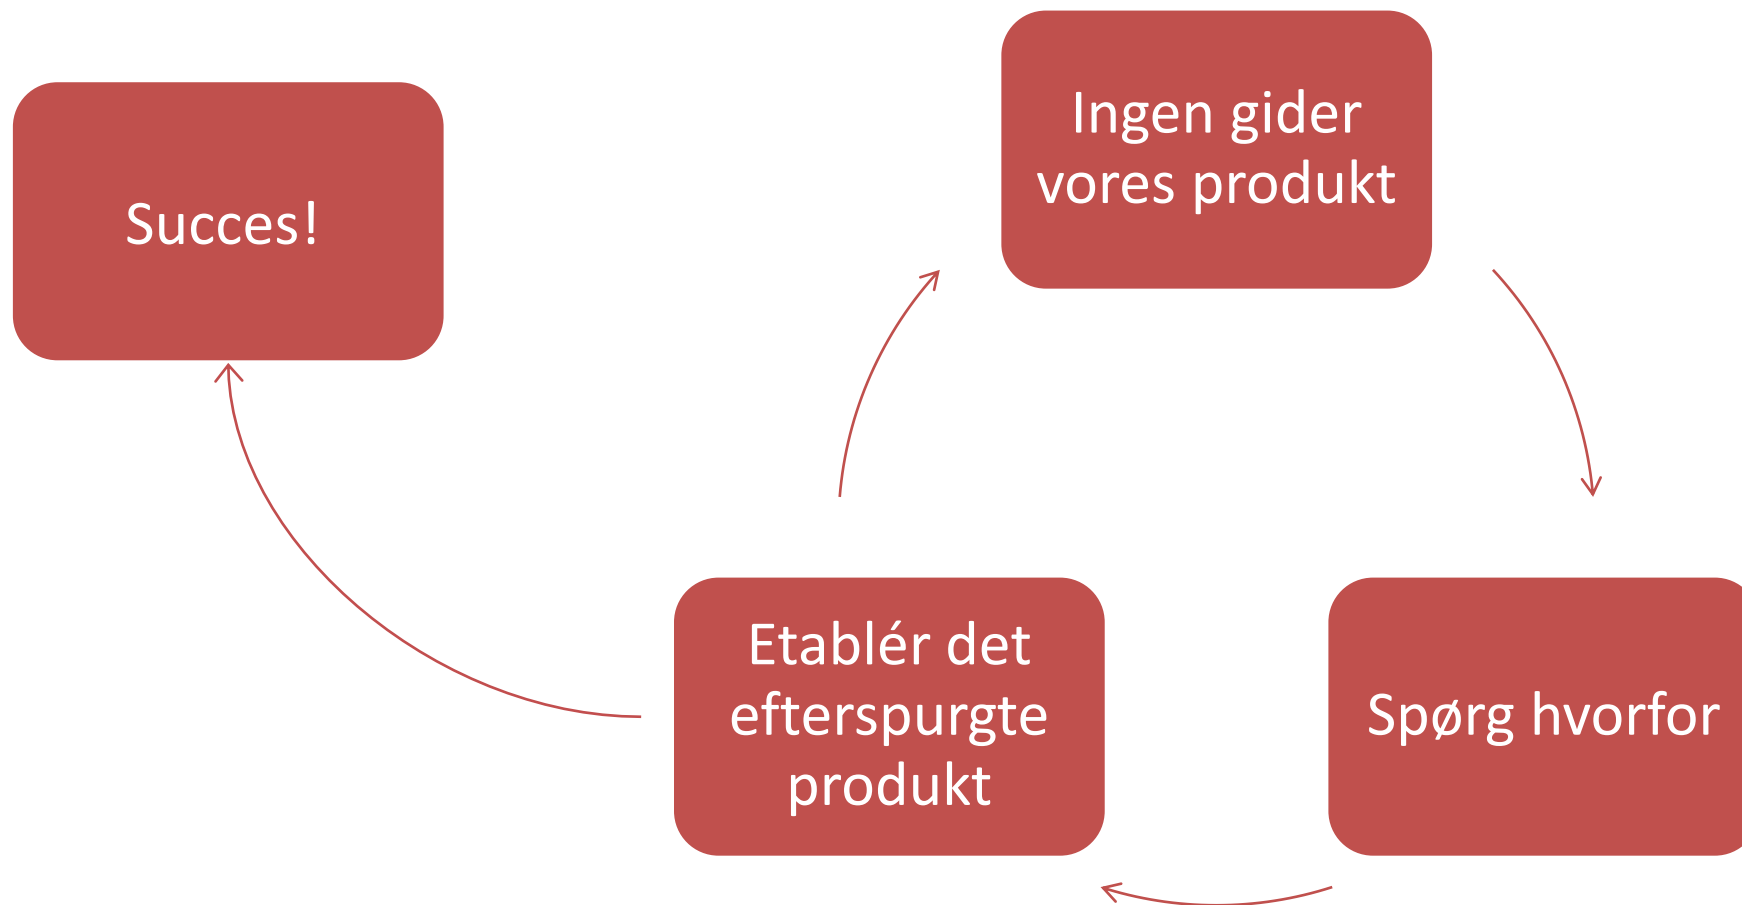 Ingen gider
vores produkt
Succes!
Etablér det
efterspurgte
produkt
Spørg hvorfor